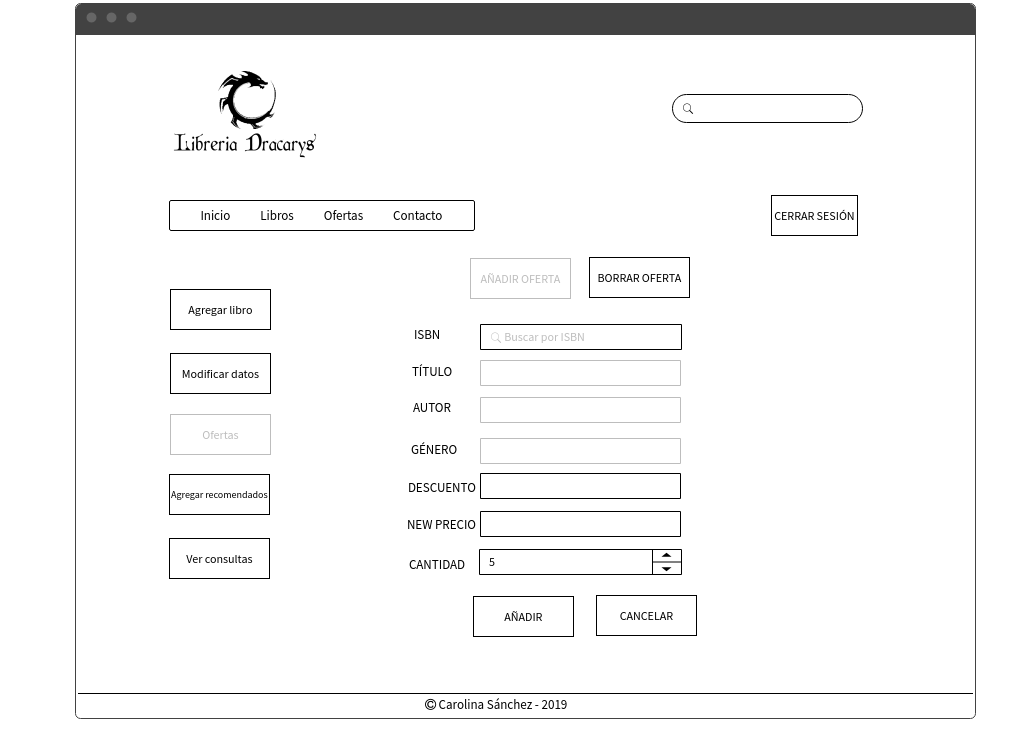 Libreria Dracarys
Inicio Libros Ofertas Contacto
CERRAR SESIÓN
AÑADIR OFERTA
BORRAR OFERTA
Agregar libro
Modificar datos
Ofertas
Agregar recomendados
Ver consultas
ISBN Buscar por ISBN
TÍTULO
AUTOR
GÉNERO
DESCUENTO
NEW PRECIO
CANTIDAD 5
AÑADIR
CANCELAR
© Carolina Sánchez - 2019